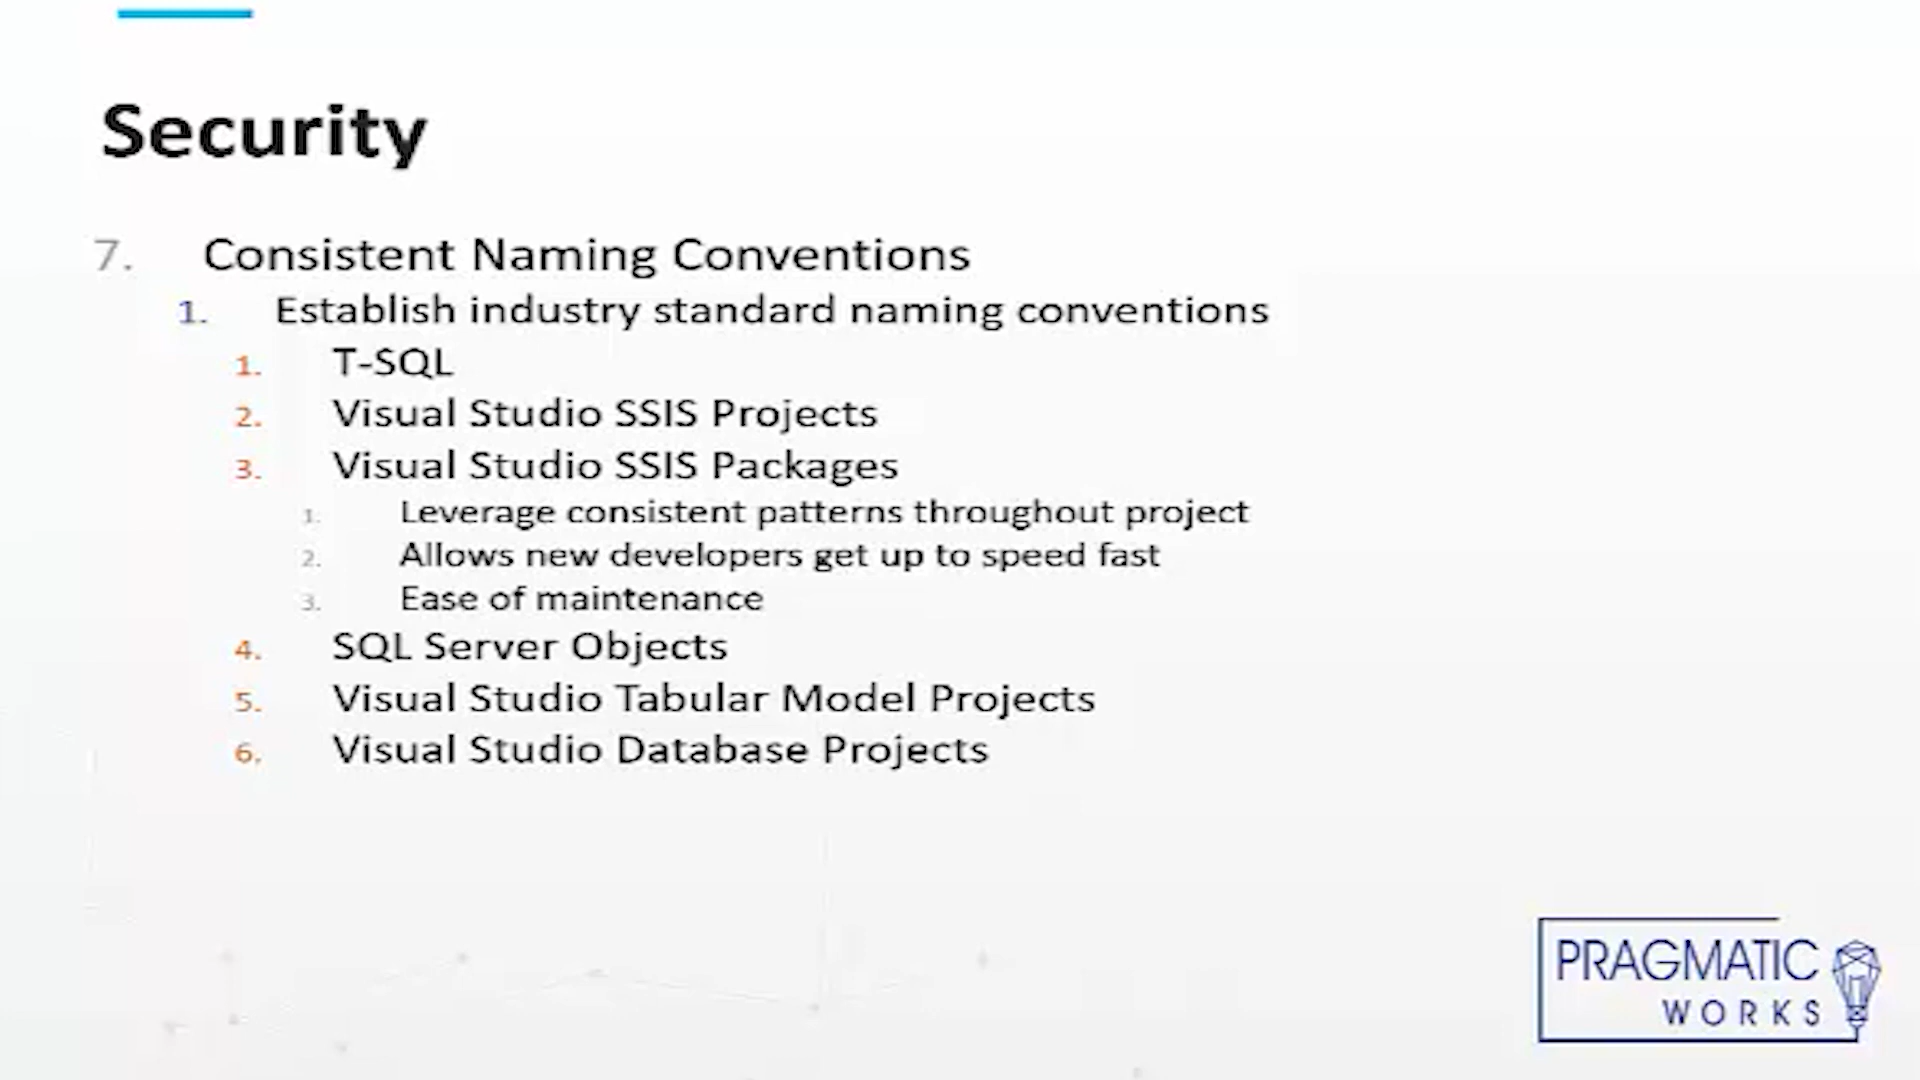 Security
7. Consistent Naming Conventions
1. Establish industry standard naming conventions
1. T-SQL
2. Visual Studio SSIS Projects
3. Visual Studio SSIS Packages
1. Leverage consistent patterns throughout project
2. Allows new developers get up to speed fast
3. Ease of maintenance
4. SQL Server Objects
5. Visual Studio Tabular Model Projects
6. Visual Studio Database Projects
PRAGMATIC
WORKS